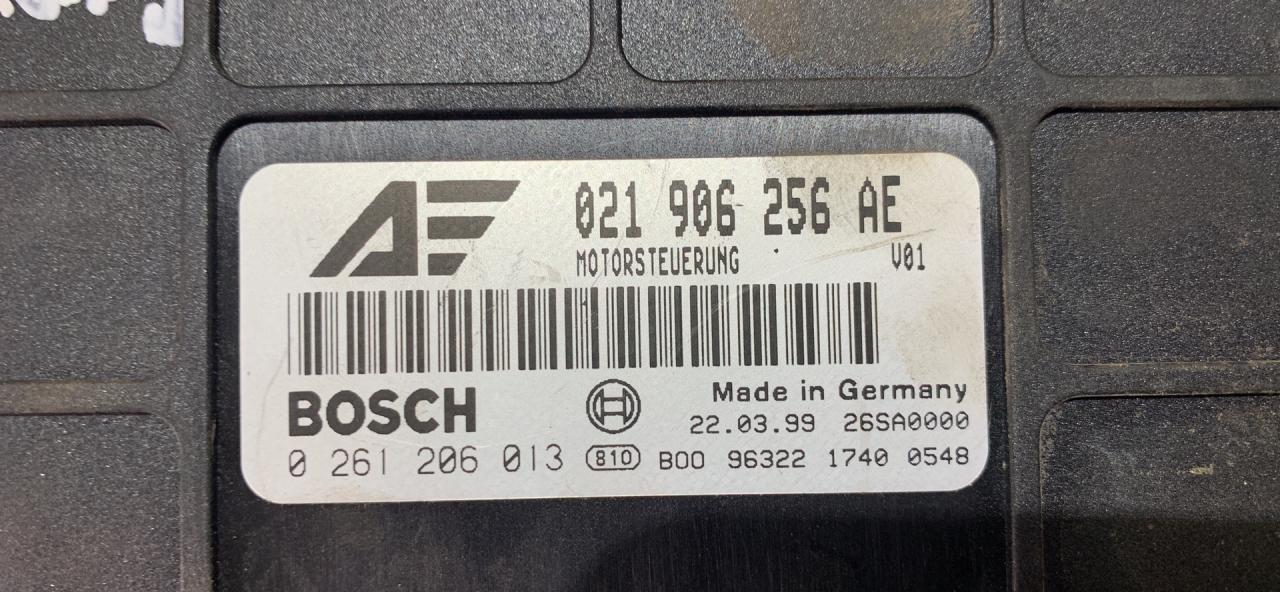 AE 021 906 256 AE
MOTORSTEUERUNG V01
BOSCH Made in Germany
22.03.99 26SA0000
0 261 206 013 810 B00 96322 1740 0548